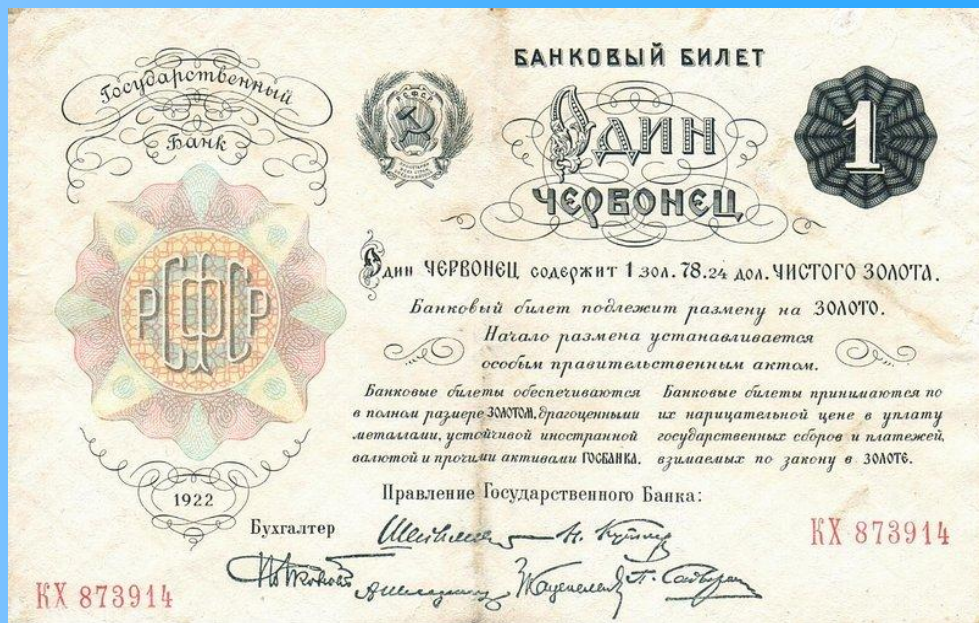 Государственный
Банк
БАНКОВЫЙ БИЛЕТ
РСФСР
ОДИН
ЧЕРВОНЕЦ
1
Один ЧЕРВОНЕЦ содержит 1 зол. 78.24 дол. ЧИСТОГО ЗОЛОТА.
Банковый билет подлежит размену на ЗОЛОТО.
Начало размена устанавливается
особым правительственным актом.
РСФСР
Банковые билеты обеспечиваются
в полном размере ЗОЛОТОМ, драгоценными
металлами, устойчивой иностранной
валютой и прочими активами ГОСБАНКА.
Банковые билеты принимаются по
их нарицательной цене в уплату
государственных сборов и платежей,
взимаемых по закону в ЗОЛОТЕ.
1922
Правление Государственного Банка:
Бухгалтер
КХ 873914
КХ 873914